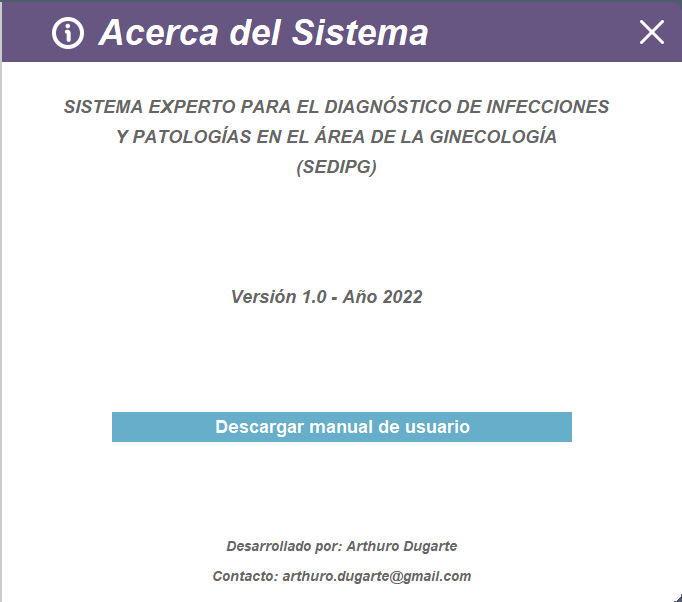 Acerca del Sistema
SISTEMA EXPERTO PARA EL DIAGNÓSTICO DE INFECCIONES
Y PATOLOGÍAS EN EL ÁREA DE LA GINECOLOGÍA
(SEDIPG)
Versión 1.0 - Año 2022
Descargar manual de usuario
Desarrollado por: Arthuro Dugarte
Contacto: arthuro.dugarte@gmail.com